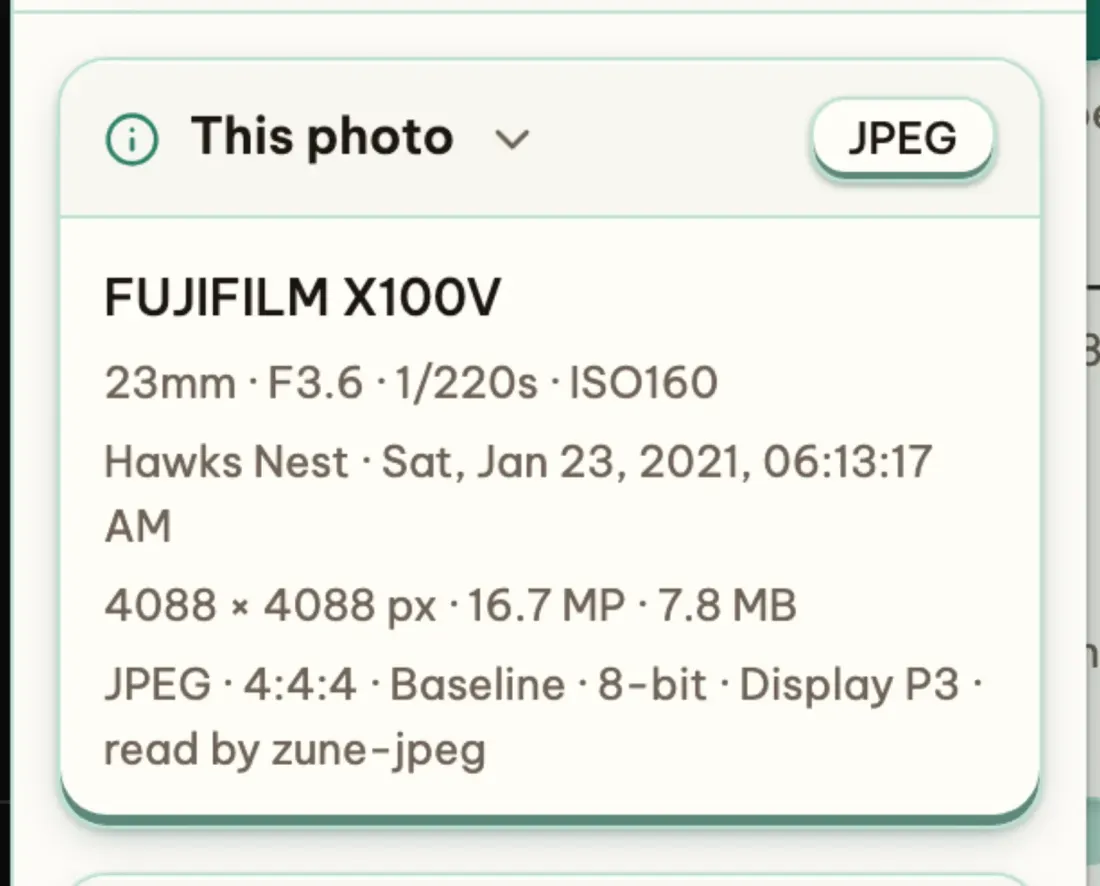 This photo
JPEG
FUJIFILM X100V
23mm · F3.6 · 1/220s · ISO160
Hawks Nest · Sat, Jan 23, 2021, 06:13:17
AM
4088 × 4088 px · 16.7 MP · 7.8 MB
JPEG · 4:4:4 · Baseline · 8-bit · Display P3 ·
read by zune-jpeg